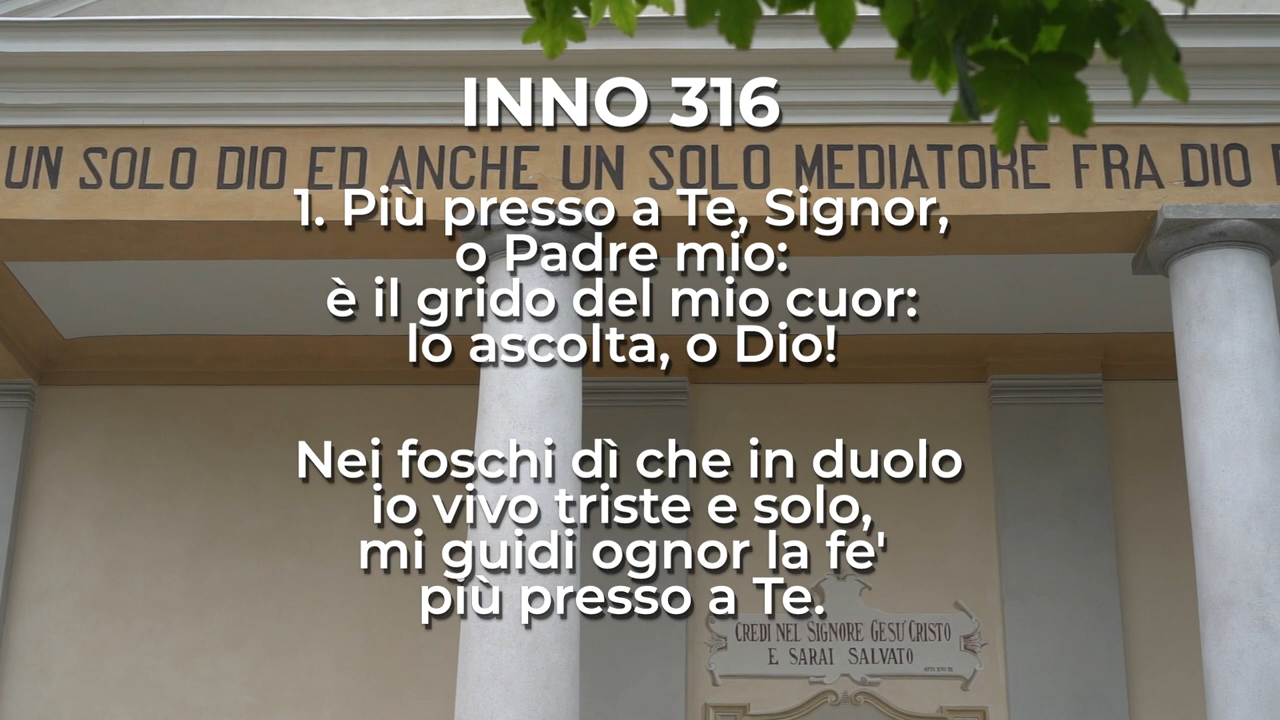 INNO 316
UN SOLO DIO ED ANCHE UN SOLO MEDIATORE FRA DIO
1. Più presso a Te, Signor,
o Padre mio:
è il grido del mio cuor:
lo ascolta, o Dio!
Nei foschi dì che in duolo
io vivo triste e solo,
mi guidi ognor la fe'
più presso a Te.
CREDI NEL SIGNORE GESU' CRISTO
E SARAI SALVATO